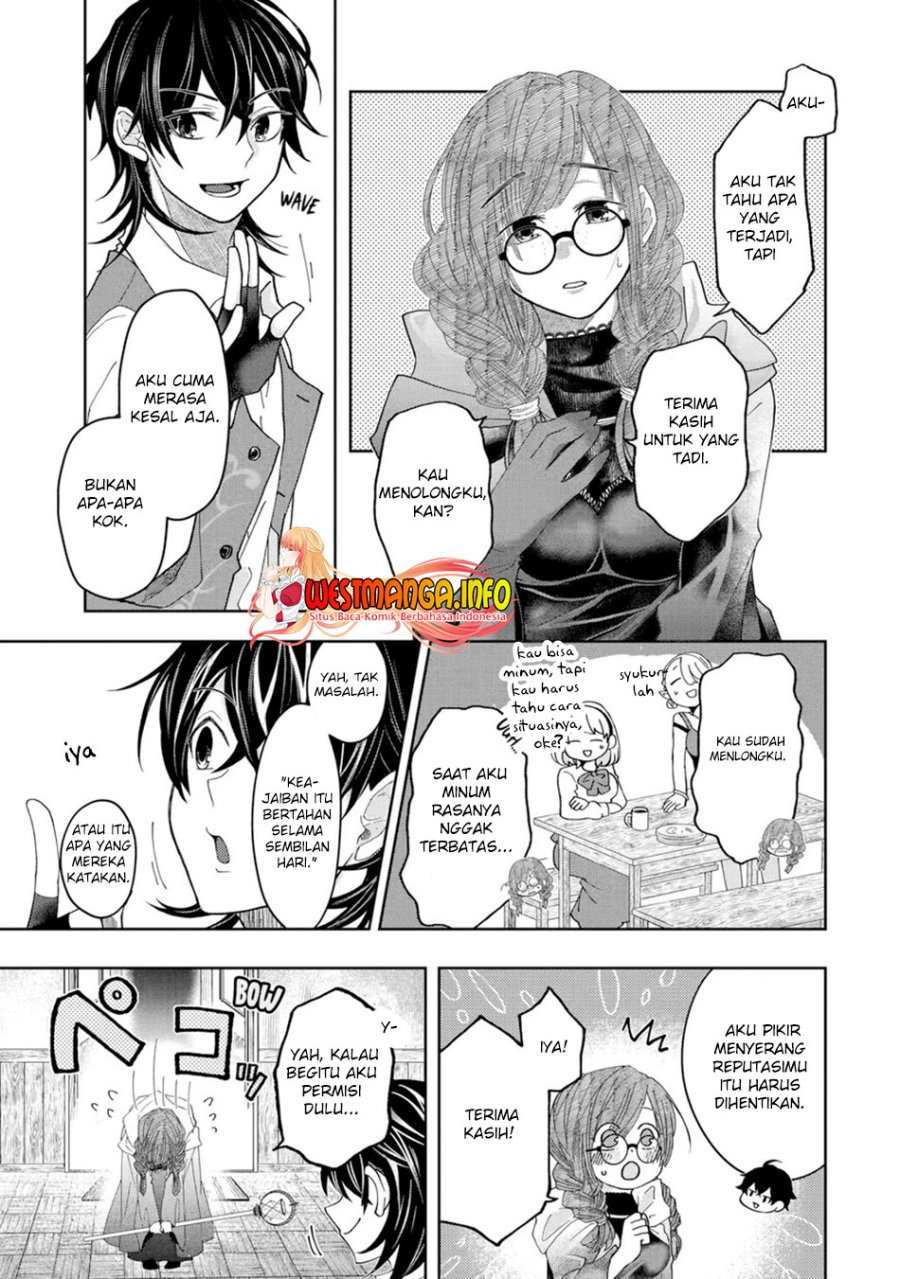 AKU-
AKU TAK
TAHU APA
YANG
TERJADI,
TAPI
TERIMA
KASIH
UNTUK YANG
TADI.
KAU
MENOLONGKU,
KAN?
WAVE
AKU CUMA
MERASA
KESAL AJA.
BUKAN
APA-APA
KOK.
WESTMANGA.INFO
Situs Baca Komik Berbahasa Indonesia
KAU SUDAH
MENLONGKU.
syukur
lah
kau bisa
minum, tapi
kau harus
tahu cara
situasinya,
oke?
SAAT AKU
MINUM
RASANYA
NGGAK
TERBATAS...
YAH, TAK
MASALAH.
"KEA-
JAIBAN ITU
BERTAHAN
SELAMA
SEMBILAN
HARI."
iya
ATAU ITU
APA YANG
MEREKA
KATAKAN.
AKU PIKIR
MENYERANG
REPUTASIMU
ITU HARUS
DIHENTIKAN.
IYA!
TERIMA
KASIH!
Y-
YAH, KALAU
BEGITU AKU
PERMISI
DULU...
BOW
ペコッ